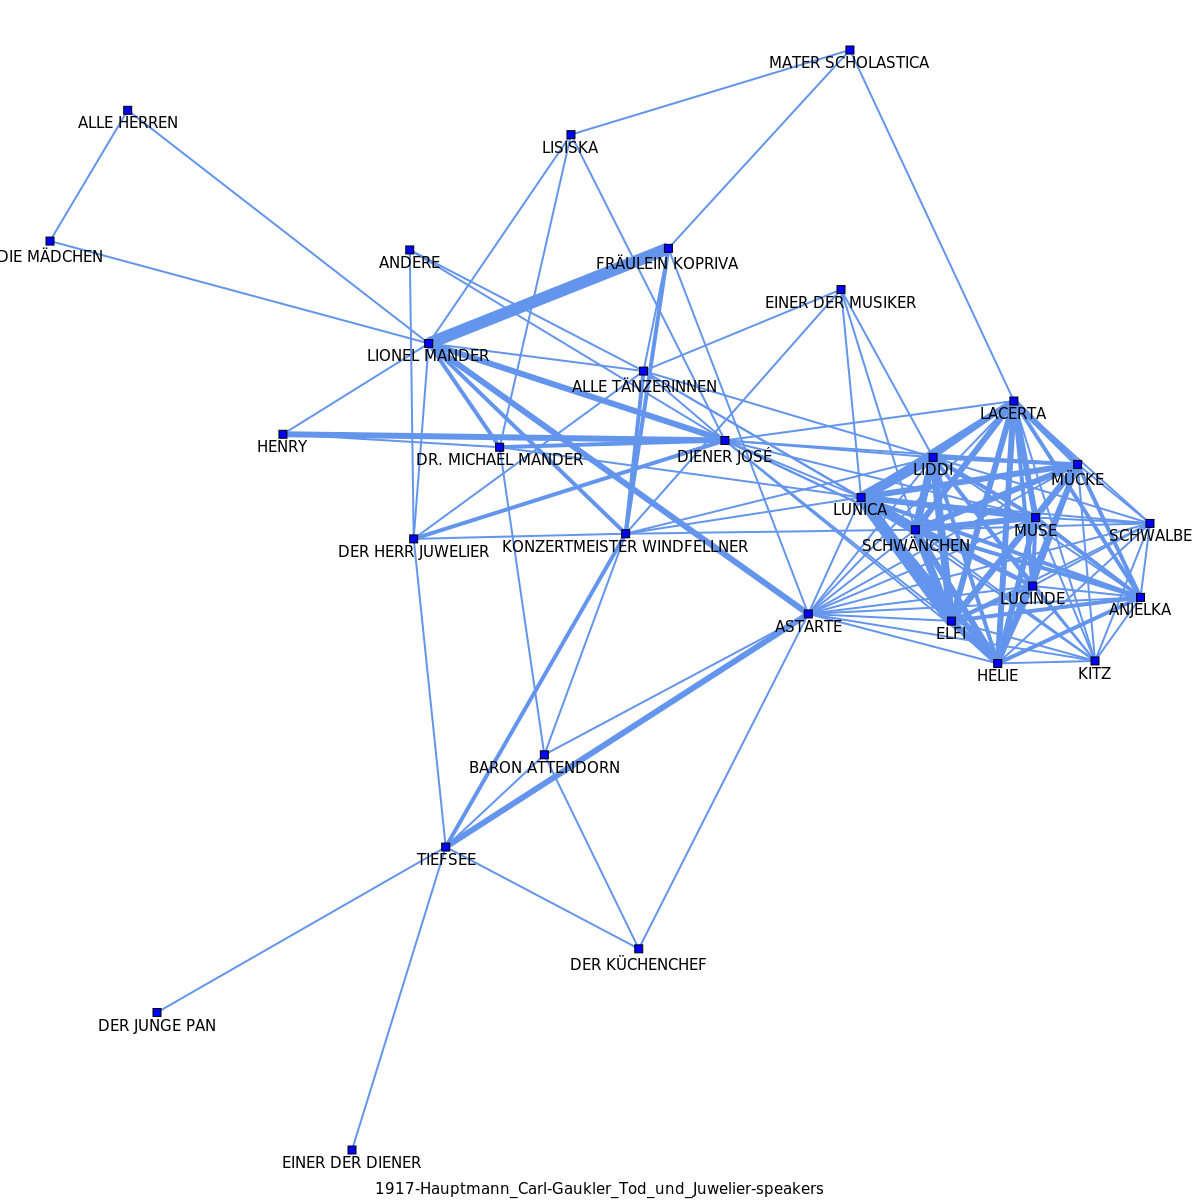 MATER SCHOLASTICA
ALLE HERREN
LISISKA
DIE MÄDCHEN
ANDERE
FRÄULEIN KOPRIVA
EINER DER MUSIKER
LIONEL MANDER
ALLE TÄNZERINNEN
LACERTA
HENRY
DR. MICHAEL MANDER
DIENER JOSÉ
LIDDI
MÜCKE
LUNICA
MUSE
SCHWALBE
DER HERR JUWELIER
KONZERTMEISTER WINDFELLNER
SCHWÄNCHEN
LUCINDE
ANJELKA
ASTARTE
ELFI
HELIE
KITZ
BARON ATTENDORN
TIEFSEE
DER KÜCHENCHEF
DER JUNGE PAN
EINER DER DIENER
1917-Hauptmann_Carl-Gaukler_Tod_und_Juwelier-speakers